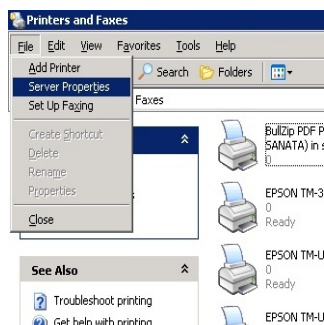 Printers and Faxes
File Edit View Favorites Tools Help
Add Printer
Server Properties
Set Up Faxing
Create Shortcut
Delete
Rename
Properties
Close
Search Folders
Faxes
BullZip PDF P
SANATA) in s
0
EPSON TM-3
0
Ready
EPSON TM-U
0
Ready
EPSON TM-U
See Also
Troubleshoot printing
Get help with printing